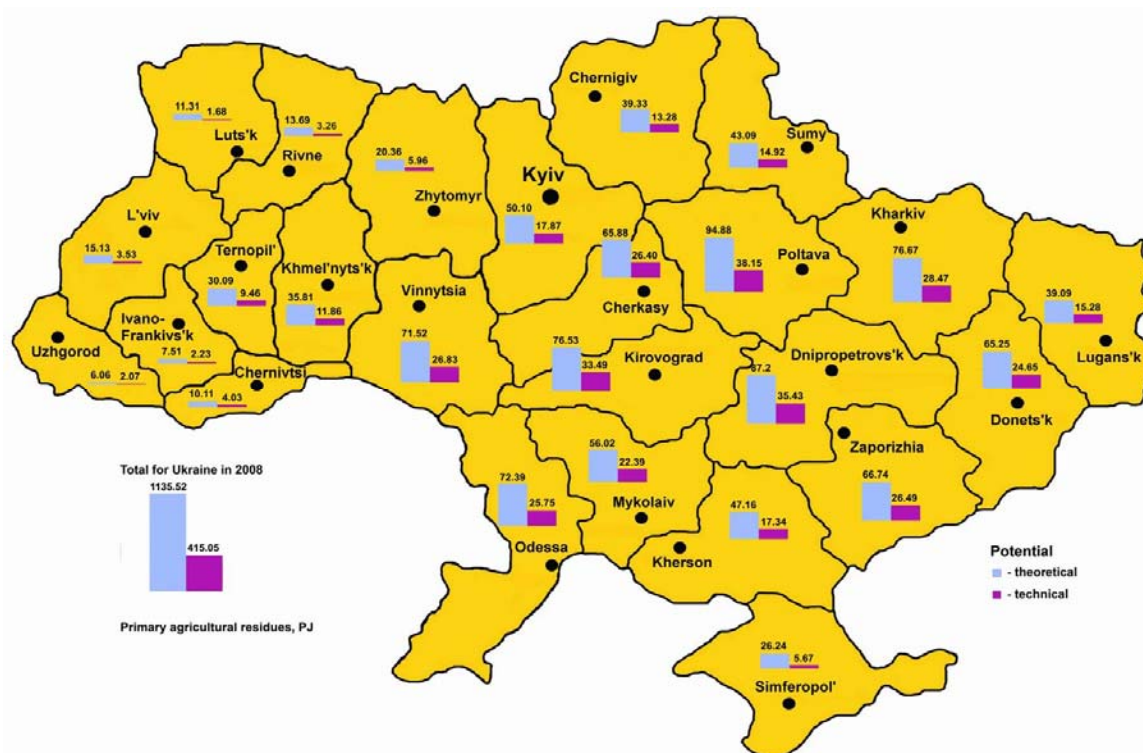 Chernigiv
39.33 13.28
Sumy
43.09 14.92
11.31 1.68
Luts'k
13.69 3.26
Rivne
20.36 5.96
Zhytomyr
Kyiv
50.10 17.87
L'viv
15.13 3.53
Ternopil'
30.09 9.46
Khmel'nyts'k
35.81 11.86
Vinnytsia
71.52 26.83
65.88 26.40
Cherkasy
94.88 38.15
Poltava
Kharkiv
76.67 28.47
39.09 15.28
Lugans'k
Uzhgorod
6.06 2.07
Ivano-
Frankivs'k
7.51 2.23
Chernivtsi
10.11 4.03
76.53 33.49
Kirovograd
Dnipropetrovs'k
87.2 35.43
65.25 24.65
Donets'k
Zaporizhia
66.74 26.49
56.02 22.39
Mykolaiv
72.39 25.75
Odessa
47.16 17.34
Kherson
26.24 5.67
Simferopol'
Total for Ukraine in 2008
1135.52
415.05
Primary agricultural residues, PJ
Potential
- theoretical
- technical